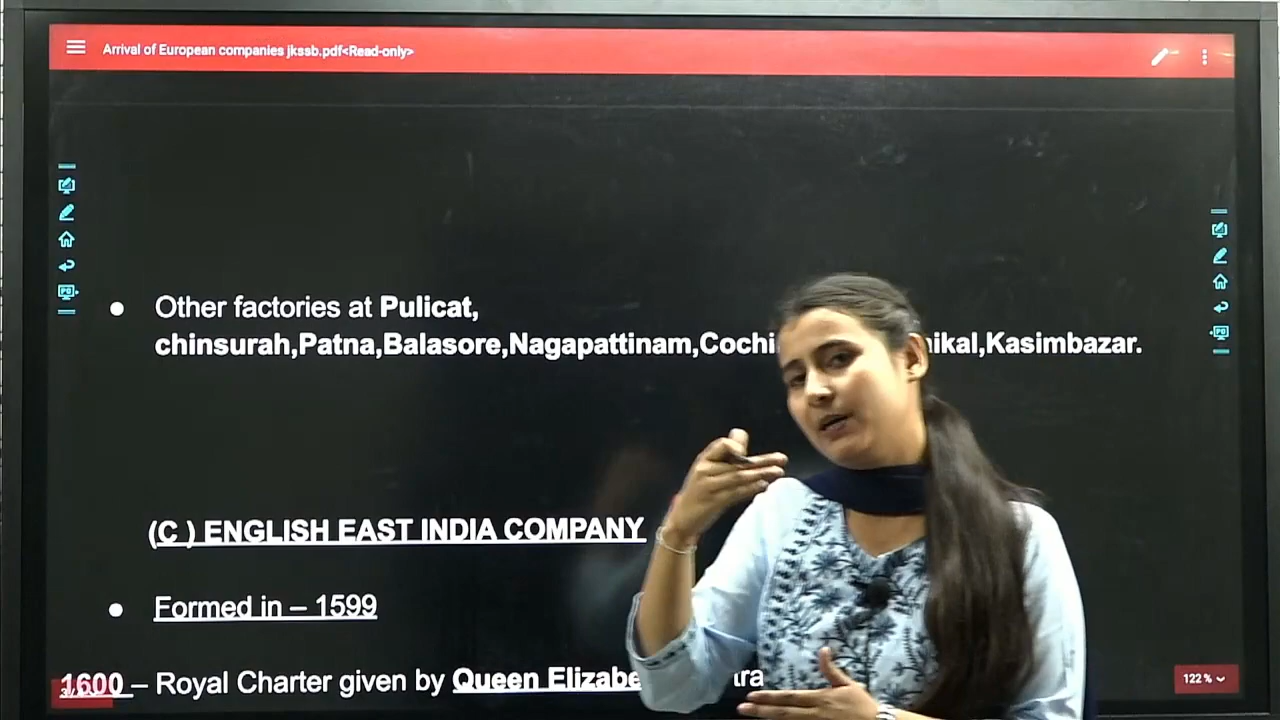 Arrival of European companies jkssb.pdf<Read-only>
Other factories at Pulicat,
chinsurah,Patna,Balasore,Nagapattinam,Cochi nikal,Kasimbazar.
(C ) ENGLISH EAST INDIA COMPANY
Formed in – 1599
1600 – Royal Charter given by Queen Elizabe tra
122 %